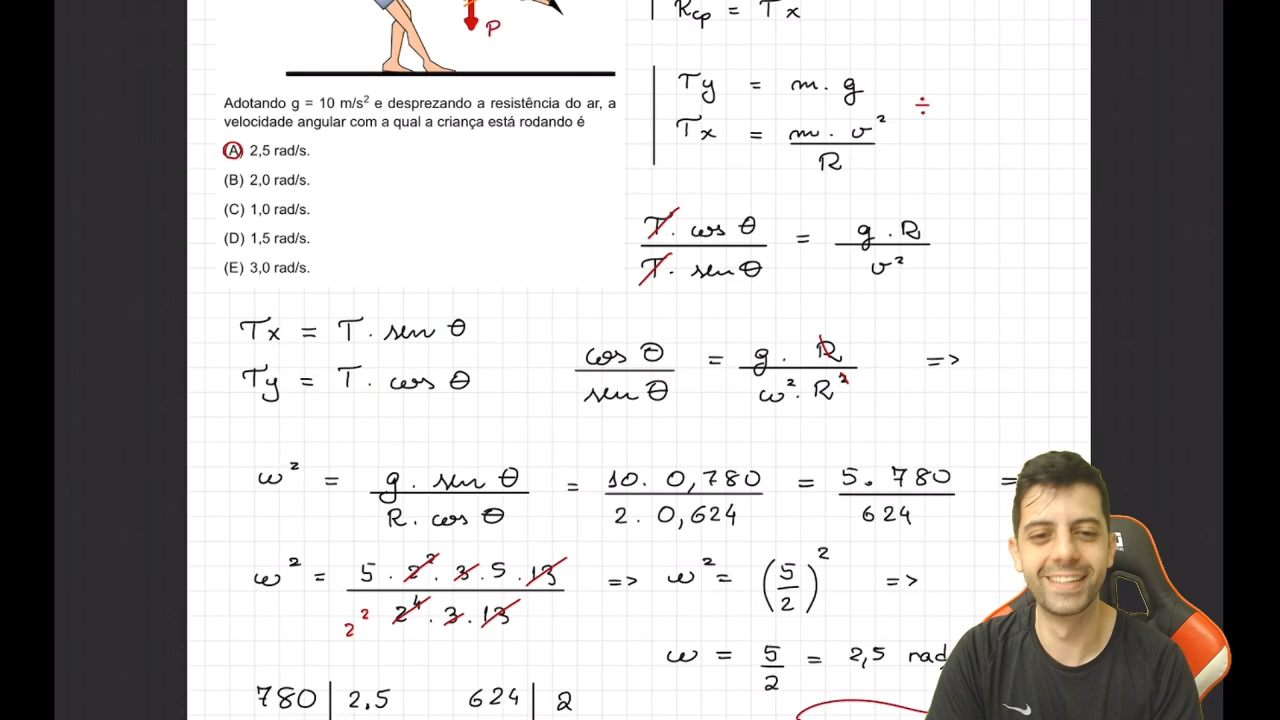 P
Rcp = Tx
Ty = m. g
Tx = m. v² / R
÷
Adotando g = 10 m/s² e desprezando a resistência do ar, a
velocidade angular com a qual a criança está rodando é
(A) 2,5 rad/s.
(B) 2,0 rad/s.
(C) 1,0 rad/s.
(D) 1,5 rad/s.
(E) 3,0 rad/s.
T. cos θ / T. sen θ = g. R / v²
Tx = T. sen θ
Ty = T. cos θ
cos θ / sen θ = g. R / ω². R² =>
ω² = g. sen θ / R. cos θ = 10. 0,780 / 2. 0,624 = 5. 780 / 624 =
ω² = 5. 2². 3. 5. 13 / 2⁴. 3. 13 2² => ω² = (5/2)² =>
ω = 5/2 = 2,5 rad
780 | 2.5 624 | 2